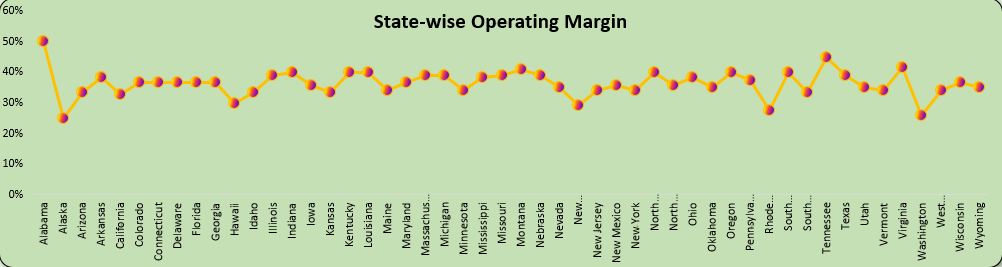 State-wise Operating Margin
60%
50%
40%
30%
20%
10%
0%
Alabama
Alaska
Arizona
Arkansas
California
Colorado
Connecticut
Delaware
Florida
Georgia
Hawaii
Idaho
Illinois
Indiana
Iowa
Kansas
Kentucky
Louisiana
Maine
Maryland
Massachus...
Michigan
Minnesota
Mississippi
Missouri
Montana
Nebraska
Nevada
New...
New Jersey
New Mexico
New York
North...
North...
Ohio
Oklahoma
Oregon
Pennsylva...
Rhode...
South...
South...
Tennessee
Texas
Utah
Vermont
Virginia
Washington
West...
Wisconsin
Wyoming